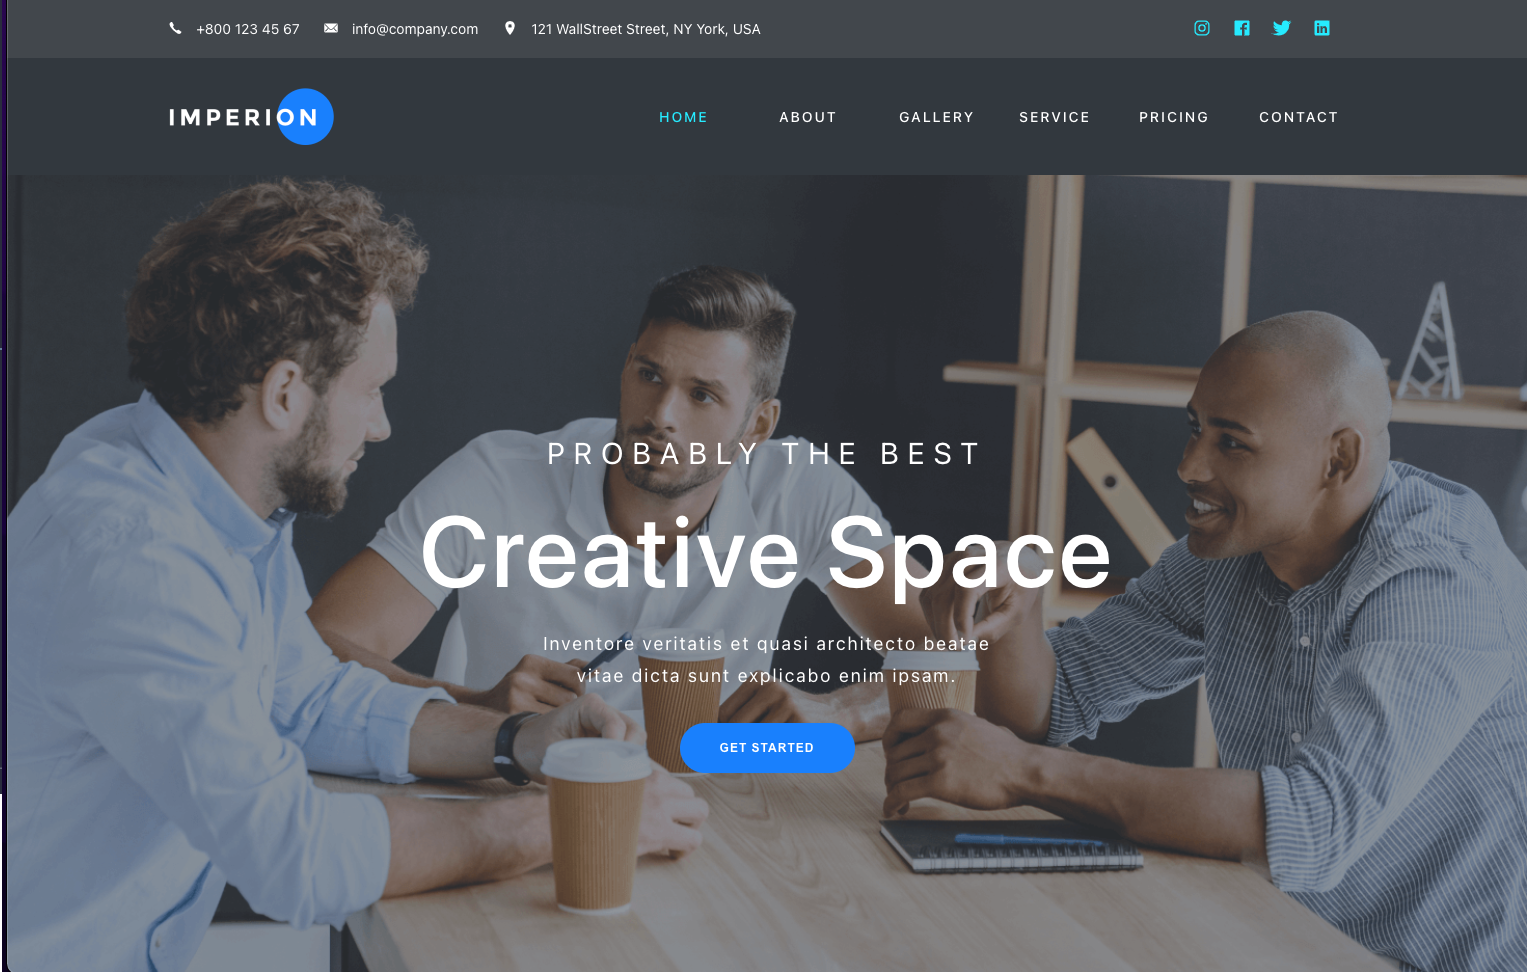 +800 123 45 67 info@company.com 121 WallStreet Street, NY York, USA
IMPERION HOME ABOUT GALLERY SERVICE PRICING CONTACT
PROBABLY THE BEST
Creative Space
Inventore veritatis et quasi architecto beatae
vitae dicta sunt explicabo enim ipsam.
GET STARTED